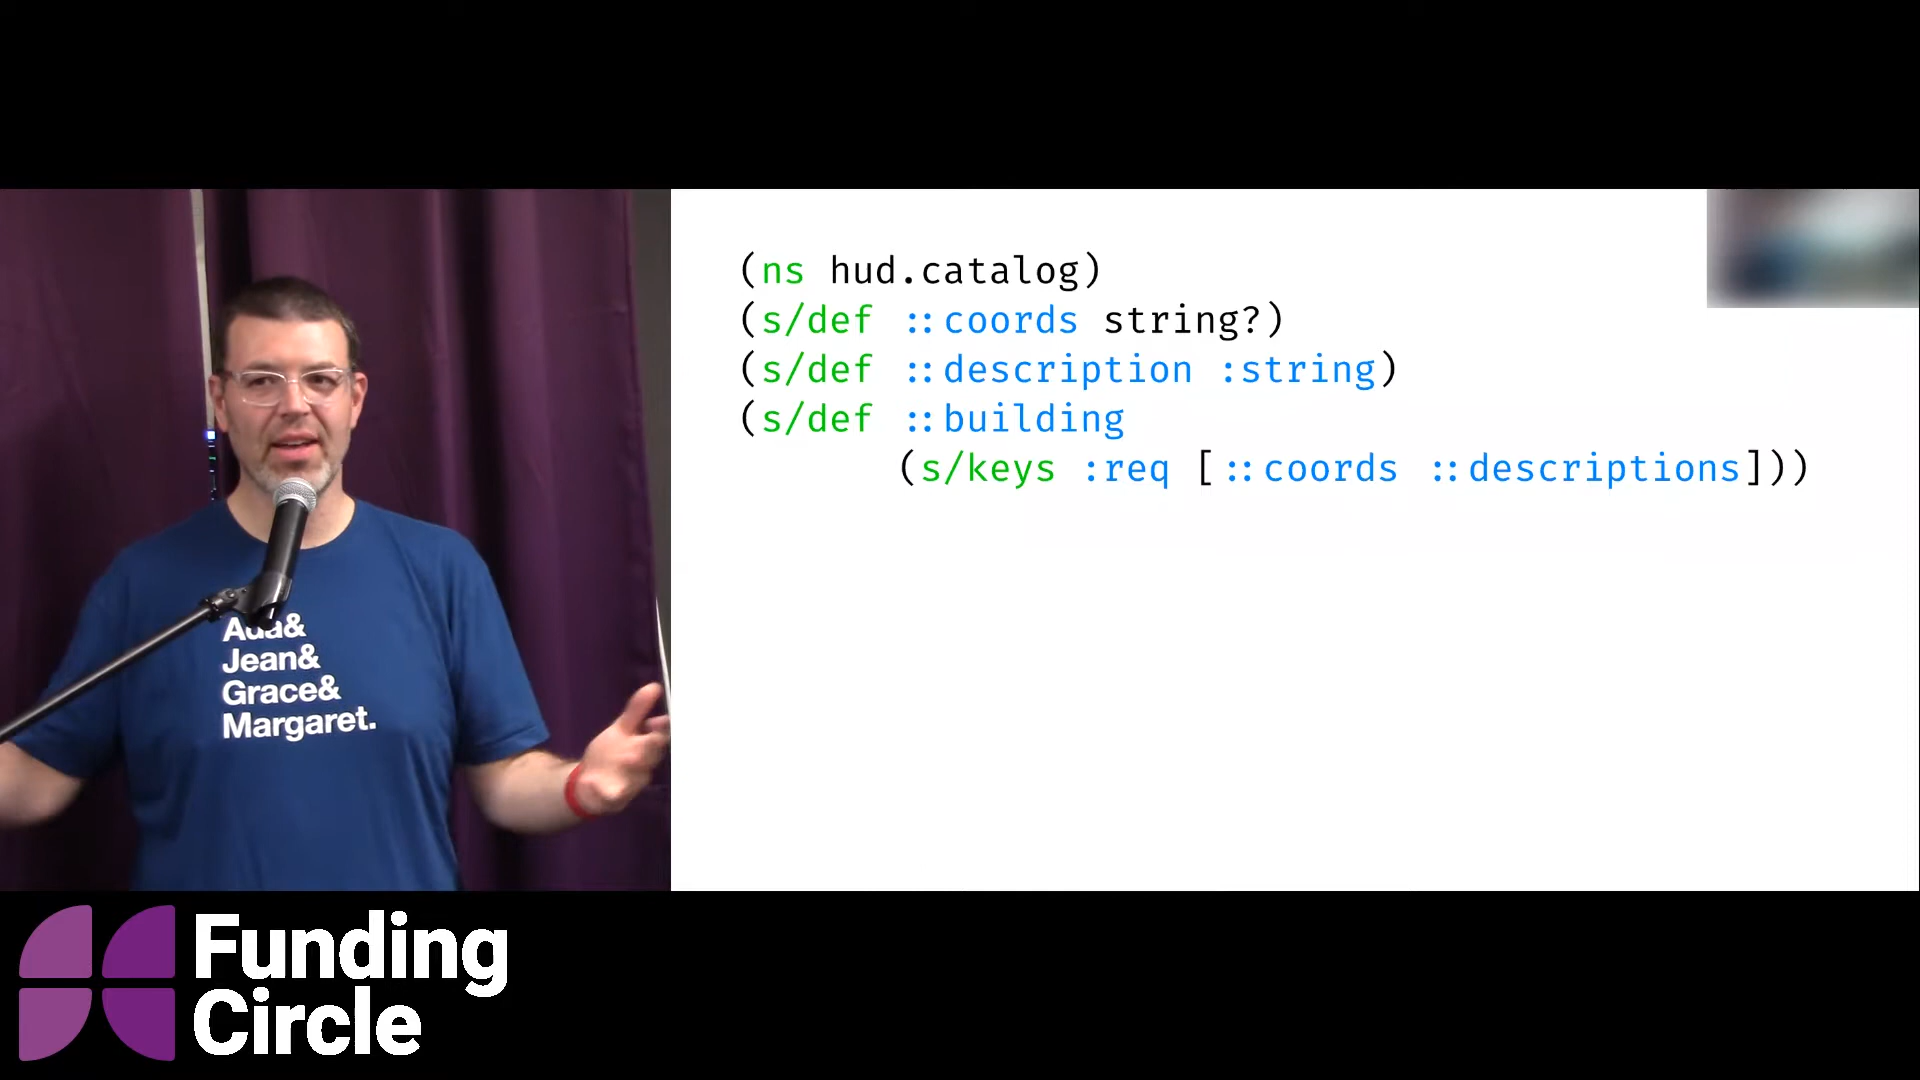 (ns hud.catalog)
(s/def ::coords string?)
(s/def ::description :string)
(s/def ::building
(s/keys :req [::coords ::descriptions]))
Ada&
Jean&
Grace&
Margaret.
Funding
Circle